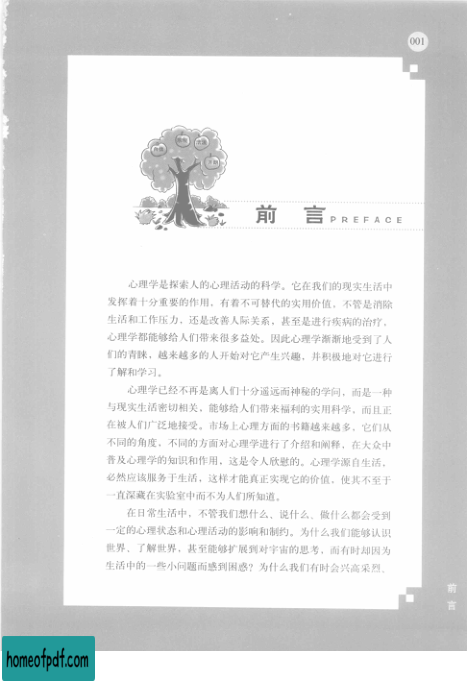 001
前 言 PREFACE
心理学是探索人的心理活动的科学。它在我们的现实生活中
发挥着十分重要的作用，有着不可替代的实用价值，不管是消除
生活和工作压力，还是改善人际关系，甚至是进行疾病的治疗，
心理学都能够给人们带来很多益处。因此心理学渐渐地受到了人
们的青睐，越来越多的人开始对它产生兴趣，并积极地对它进行
了解和学习。
心理学已经不再是离人们十分遥远而神秘的学问，而是一种
与现实生活密切相关，能够给人们带来福利的实用科学，而且正
在被人们广泛地接受。市场上心理方面的书籍越来越多，它们从
不同的角度、不同的方面对心理学进行了介绍和阐释，在大众中
普及心理学的知识和作用，这是令人欣慰的。心理学源自生活，
必然应该服务于生活，这样才能真正实现它的价值，使其不至于
一直深藏在实验室中而不为人们所知道。
在日常生活中，不管我们想什么、说什么、做什么都会受到
一定的心理状态和心理活动的影响和制约。为什么我们能够认识
世界、了解世界，甚至能够扩展到对宇宙的思考，而有时却因为
生活中的一些小问题而感到困惑？为什么我们有时会兴高采烈、
前
言
homeofpdf.com